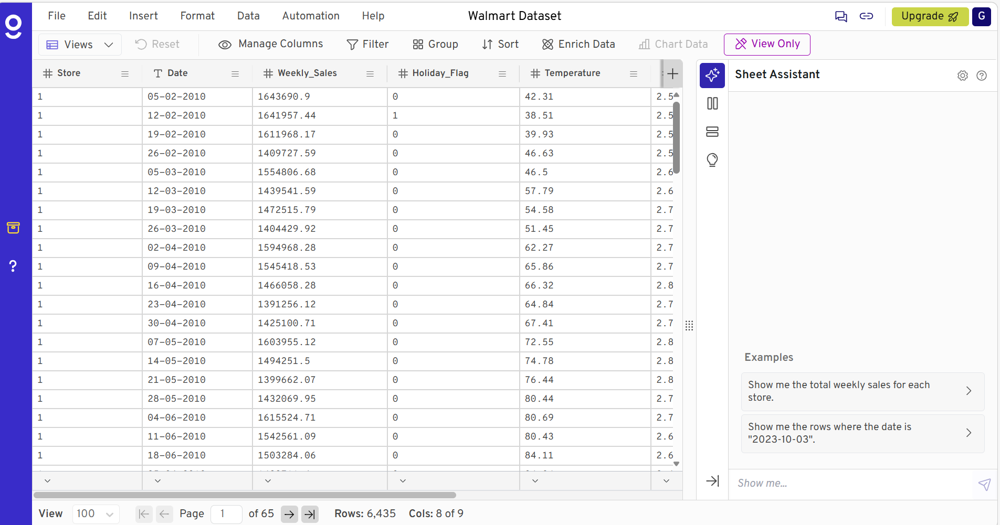 File Edit Insert Format Data Automation Help Walmart Dataset Upgrade G
Views Reset Manage Columns Filter Group Sort Enrich Data Chart Data View Only
Store Date Weekly_Sales Holiday_Flag Temperature
1 05-02-2010 1643690.9 0 42.31 2.5
1 12-02-2010 1641957.44 1 38.51 2.5
1 19-02-2010 1611968.17 0 39.93 2.5
1 26-02-2010 1409727.59 0 46.63 2.5
1 05-03-2010 1554806.68 0 46.5 2.6
1 12-03-2010 1439541.59 0 57.79 2.6
1 19-03-2010 1472515.79 0 54.58 2.7
1 26-03-2010 1404429.92 0 51.45 2.7
1 02-04-2010 1594968.28 0 62.27 2.7
1 09-04-2010 1545418.53 0 65.86 2.7
1 16-04-2010 1466058.28 0 66.32 2.8
1 23-04-2010 1391256.12 0 64.84 2.7
1 30-04-2010 1425100.71 0 67.41 2.7
1 07-05-2010 1603955.12 0 72.55 2.8
1 14-05-2010 1494251.5 0 74.78 2.8
1 21-05-2010 1399662.07 0 76.44 2.8
1 28-05-2010 1432069.95 0 80.44 2.7
1 04-06-2010 1615524.71 0 80.69 2.7
1 11-06-2010 1542561.09 0 80.43 2.6
1 18-06-2010 1503284.06 0 84.11 2.6
View 100 Page 1 of 65 Rows: 6,435 Cols: 8 of 9
Sheet Assistant
Examples
Show me the total weekly sales for each
store.
Show me the rows where the date is
"2023-10-03".
Show me...